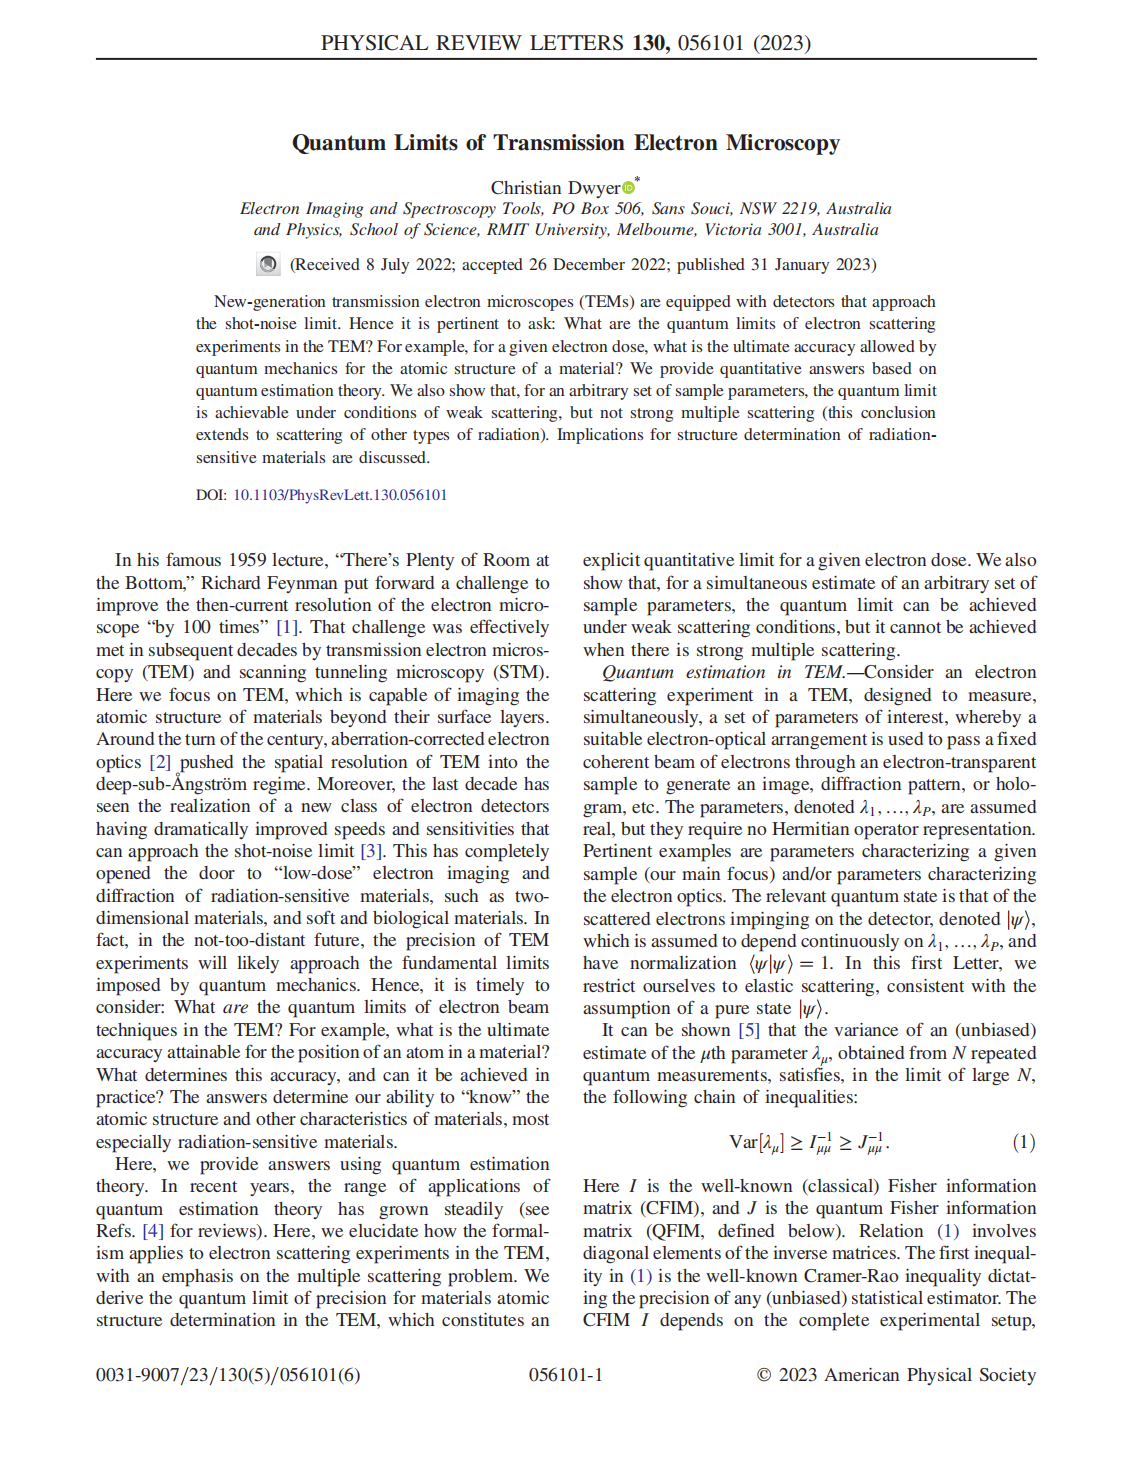 PHYSICAL REVIEW LETTERS 130, 056101 (2023)
Quantum Limits of Transmission Electron Microscopy
Christian Dwyer*
Electron Imaging and Spectroscopy Tools, PO Box 506, Sans Souci, NSW 2219, Australia
and Physics, School of Science, RMIT University, Melbourne, Victoria 3001, Australia
(Received 8 July 2022; accepted 26 December 2022; published 31 January 2023)
New-generation transmission electron microscopes (TEMs) are equipped with detectors that approach
the shot-noise limit. Hence it is pertinent to ask: What are the quantum limits of electron scattering
experiments in the TEM? For example, for a given electron dose, what is the ultimate accuracy allowed by
quantum mechanics for the atomic structure of a material? We provide quantitative answers based on
quantum estimation theory. We also show that, for an arbitrary set of sample parameters, the quantum limit
is achievable under conditions of weak scattering, but not strong multiple scattering (this conclusion
extends to scattering of other types of radiation). Implications for structure determination of radiation-
sensitive materials are discussed.
DOI: 10.1103/PhysRevLett.130.056101
In his famous 1959 lecture, “There’s Plenty of Room at
the Bottom,” Richard Feynman put forward a challenge to
improve the then-current resolution of the electron micro-
scope “by 100 times” [1]. That challenge was effectively
met in subsequent decades by transmission electron micros-
copy (TEM) and scanning tunneling microscopy (STM).
Here we focus on TEM, which is capable of imaging the
atomic structure of materials beyond their surface layers.
Around the turn of the century, aberration-corrected electron
optics [2] pushed the spatial resolution of TEM into the
deep-sub-Ångström regime. Moreover, the last decade has
seen the realization of a new class of electron detectors
having dramatically improved speeds and sensitivities that
can approach the shot-noise limit [3]. This has completely
opened the door to “low-dose” electron imaging and
diffraction of radiation-sensitive materials, such as two-
dimensional materials, and soft and biological materials. In
fact, in the not-too-distant future, the precision of TEM
experiments will likely approach the fundamental limits
imposed by quantum mechanics. Hence, it is timely to
consider: What are the quantum limits of electron beam
techniques in the TEM? For example, what is the ultimate
accuracy attainable for the position of an atom in a material?
What determines this accuracy, and can it be achieved in
practice? The answers determine our ability to “know” the
atomic structure and other characteristics of materials, most
especially radiation-sensitive materials.
Here, we provide answers using quantum estimation
theory. In recent years, the range of applications of
quantum estimation theory has grown steadily (see
Refs. [4] for reviews). Here, we elucidate how the formal-
ism applies to electron scattering experiments in the TEM,
with an emphasis on the multiple scattering problem. We
derive the quantum limit of precision for materials atomic
structure determination in the TEM, which constitutes an
explicit quantitative limit for a given electron dose. We also
show that, for a simultaneous estimate of an arbitrary set of
sample parameters, the quantum limit can be achieved
under weak scattering conditions, but it cannot be achieved
when there is strong multiple scattering.
Quantum estimation in TEM.—Consider an electron
scattering experiment in a TEM, designed to measure,
simultaneously, a set of parameters of interest, whereby a
suitable electron-optical arrangement is used to pass a fixed
coherent beam of electrons through an electron-transparent
sample to generate an image, diffraction pattern, or holo-
gram, etc. The parameters, denoted λ₁, …, λ_P, are assumed
real, but they require no Hermitian operator representation.
Pertinent examples are parameters characterizing a given
sample (our main focus) and/or parameters characterizing
the electron optics. The relevant quantum state is that of the
scattered electrons impinging on the detector, denoted |ψ⟩,
which is assumed to depend continuously on λ₁, …, λ_P, and
have normalization ⟨ψ|ψ⟩ = 1. In this first Letter, we
restrict ourselves to elastic scattering, consistent with the
assumption of a pure state |ψ⟩.
It can be shown [5] that the variance of an (unbiased)
estimate of the μth parameter λ_μ, obtained from N repeated
quantum measurements, satisfies, in the limit of large N,
the following chain of inequalities:
Var[λ_μ] ≥ I⁻¹_μμ ≥ J⁻¹_μμ. (1)
Here I is the well-known (classical) Fisher information
matrix (CFIM), and J is the quantum Fisher information
matrix (QFIM, defined below). Relation (1) involves
diagonal elements of the inverse matrices. The first inequal-
ity in (1) is the well-known Cramer-Rao inequality dictat-
ing the precision of any (unbiased) statistical estimator. The
CFIM I depends on the complete experimental setup,
0031-9007/23/130(5)/056101(6)
056101-1
© 2023 American Physical Society